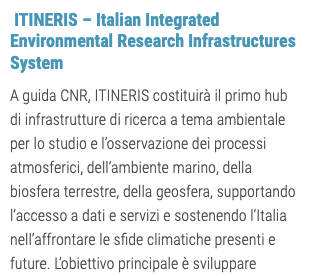 ITINERIS – Italian Integrated
Environmental Research Infrastructures
System
A guida CNR, ITINERIS costituirà il primo hub
di infrastrutture di ricerca a tema ambientale
per lo studio e l’osservazione dei processi
atmosferici, dell’ambiente marino, della
biosfera terrestre, della geosfera, supportando
l’accesso a dati e servizi e sostenendo l’Italia
nell’affrontare le sfide climatiche presenti e
future. L’obiettivo principale è sviluppare